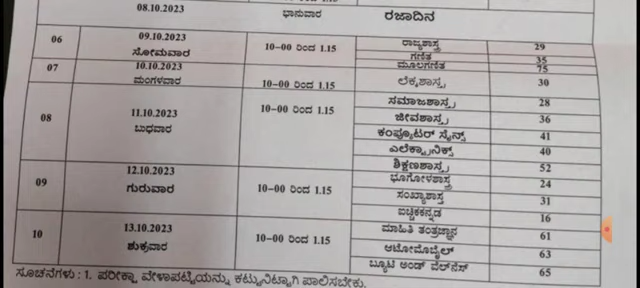 08.10.2023 ಭಾನುವಾರ ರಜಾದಿನ
06 09.10.2023 ಸೋಮವಾರ 10-00 ರಿಂದ 1.15 ರಾಜ್ಯಶಾಸ್ತ್ರ 29
ಗಣಿತ 35
07 10.10.2023 ಮಂಗಳವಾರ 10-00 ರಿಂದ 1.15 ಮೂಲಗಣಿತ 75
ಲೆಕ್ಕಶಾಸ್ತ್ರ 30
08 11.10.2023 ಬುಧವಾರ 10-00 ರಿಂದ 1.15 ಸಮಾಜಶಾಸ್ತ್ರ 28
ಜೀವಶಾಸ್ತ್ರ 36
ಕಂಪ್ಯೂಟರ್ ಸೈನ್ಸ್ 41
ಎಲೆಕ್ಟ್ರಾನಿಕ್ಸ್ 40
ಶಿಕ್ಷಣಶಾಸ್ತ್ರ 52
09 12.10.2023 ಗುರುವಾರ 10-00 ರಿಂದ 1.15 ಭೂಗೋಳಶಾಸ್ತ್ರ 24
ಸಂಖ್ಯಾಶಾಸ್ತ್ರ 31
ಐಚ್ಛಿಕಕನ್ನಡ 16
10 13.10.2023 ಶುಕ್ರವಾರ 10-00 ರಿಂದ 1.15 ಮಾಹಿತಿ ತಂತ್ರಜ್ಞಾನ 61
ಆಟೋಮೊಬೈಲ್ 63
ಬ್ಯೂಟಿ ಅಂಡ್ ವೆಲ್‌ನೆಸ್ 65
ಸೂಚನೆಗಳು : 1. ಪರೀಕ್ಷಾ ವೇಳಾಪಟ್ಟಿಯನ್ನು ಕಟ್ಟುನಿಟ್ಟಾಗಿ ಪಾಲಿಸಬೇಕು.